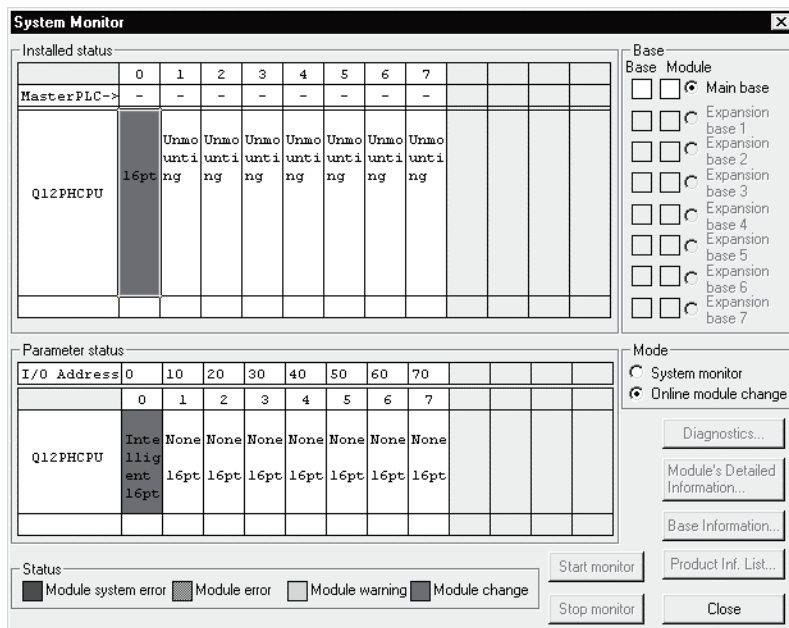 System Monitor
Installed status
0 1 2 3 4 5 6 7
MasterPLC-> - - - - - - - -
Q12PHCPU
16pt
Unmo Unmo Unmo Unmo Unmo Unmo Unmo
unti unti unti unti unti unti unti
ng ng ng ng ng ng ng
Base
Base Module
Main base
Expansion
base 1
Expansion
base 2
Expansion
base 3
Expansion
base 4
Expansion
base 5
Expansion
base 6
Expansion
base 7
Parameter status
I/O Address 0 10 20 30 40 50 60 70
0 1 2 3 4 5 6 7
Q12PHCPU
Inte None None None None None None None
llig
ent 16pt 16pt 16pt 16pt 16pt 16pt 16pt
16pt
Mode
System monitor
Online module change
Diagnostics...
Module's Detailed
Information...
Base Information...
Product Inf. List...
Close
Status
Module system error Module error Module warning Module change
Start monitor
Stop monitor